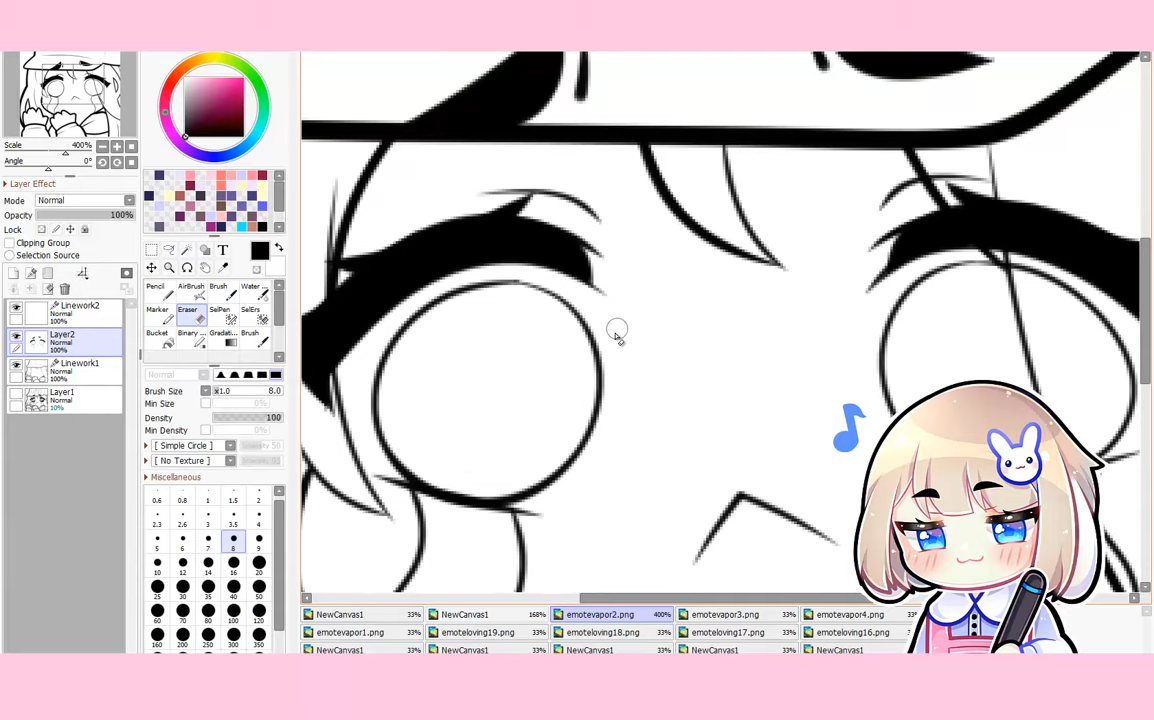 Scale 400%
Angle 0°
Layer Effect
Mode Normal
Opacity 100%
Lock
Clipping Group
Selection Source
Linework2
Normal
100%
Layer2
Normal
100%
Linework1
Normal
100%
Layer1
Normal
10%
T
Pencil AirBrush Brush Water ...
Marker Eraser SelPen SelErs
Bucket Binary ... Gradati... Brush
Normal
Brush Size x1.0 8.0
Min Size 0%
Density 100
Min Density 0%
[ Simple Circle ]
[ No Texture ]
Miscellaneous
0.6 0.8 1 1.5 2
2.3 2.6 3 3.5 4
5 6 7 8 9
10 12 14 16 20
25 30 35 40 50
60 70 80 100 120
160 200 250 300 350
NewCanvas1 33% NewCanvas1 168% emotevapor2.png 400% emotevapor3.png 33% emotevapor4.png 33%
emotevapor1.png 33% emoteloving19.png 33% emoteloving18.png 33% emoteloving17.png 33% emoteloving16.png 33%
NewCanvas1 33% NewCanvas1 33% NewCanvas1 33% NewCanvas1 33% NewCanvas1 33%